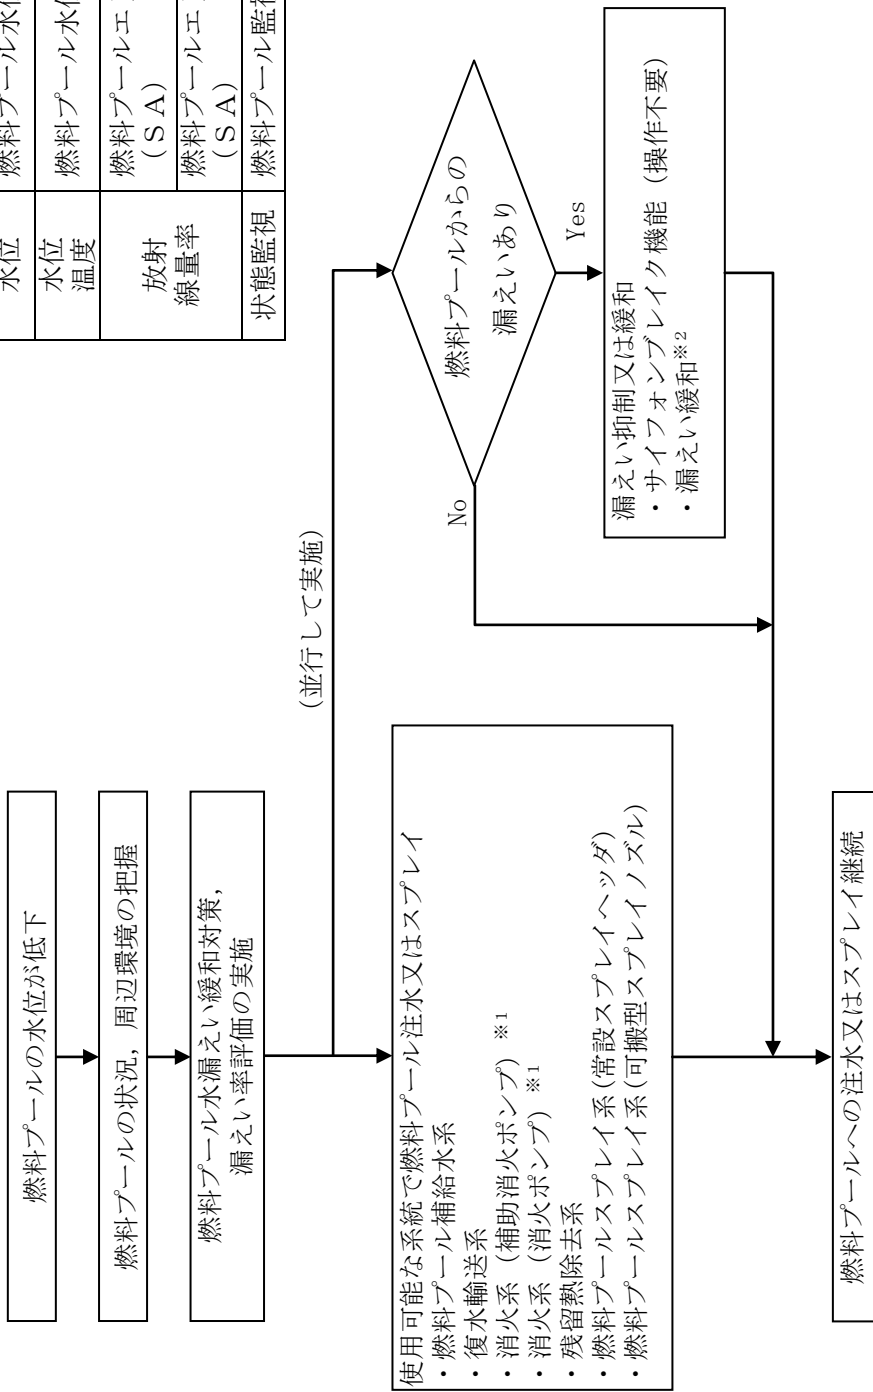 燃料プールの水位が低下
燃料プールの状況，周辺環境の把握
燃料プール水漏えい緩和対策，
漏えい率評価の実施
(並行して実施)
使用可能な系統で燃料プール注水又はスプレイ
・燃料プール補給水系
・復水輸送系
・消火系（補助消火ポンプ）※1
・消火系（消火ポンプ）※1
・残留熱除去系
・燃料プールスプレイ系(常設スプレイヘッダ)
・燃料プールスプレイ系(可搬型スプレイノズル)
燃料プールからの
漏えいあり
No
Yes
漏えい抑制又は緩和
・サイフォンブレイク機能（操作不要）
・漏えい緩和※2
燃料プールへの注水又はスプレイ継続
水位
燃料プール水位
水位
温度
燃料プール水位
放射
線量率
燃料プールエ
（ＳＡ）
燃料プールエ
（ＳＡ）
状態監視
燃料プール監視